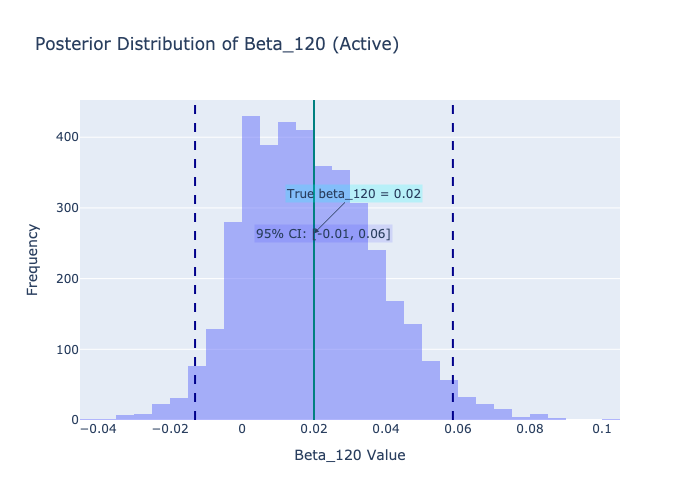 Posterior Distribution of Beta_120 (Active)
400
300
200
100
0
Frequency
True beta_120 = 0.02
95% CI: [-0.01, 0.06]
−0.04 −0.02 0 0.02 0.04 0.06 0.08 0.1
Beta_120 Value